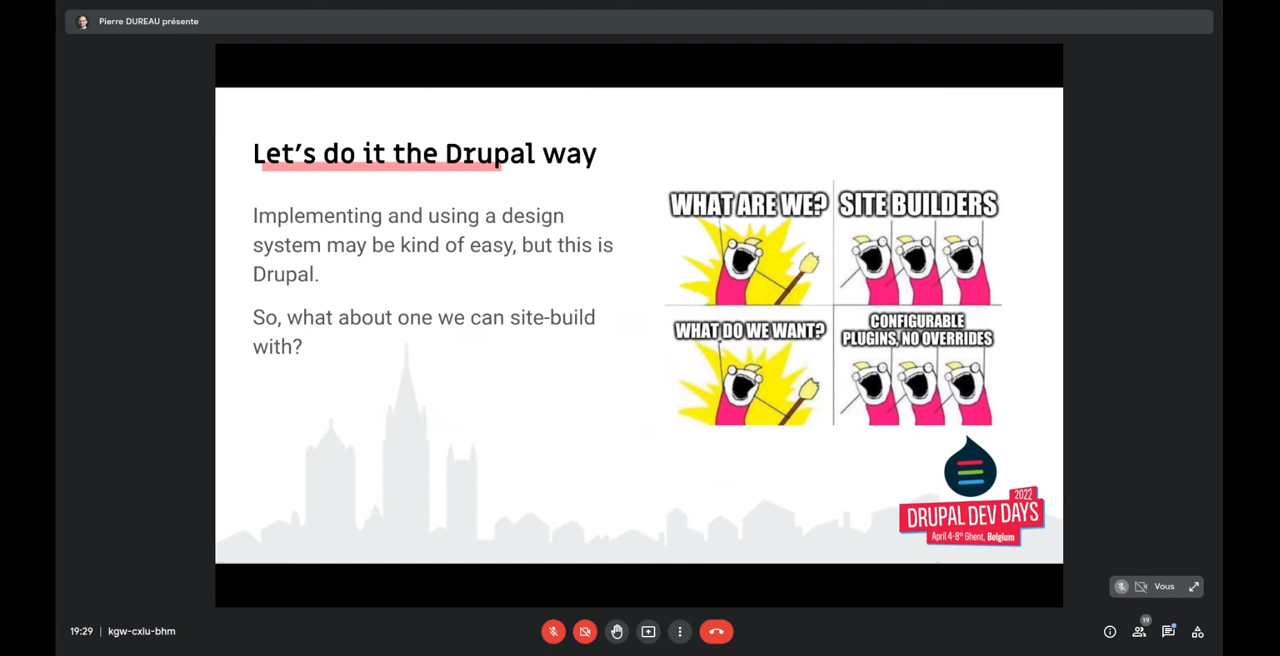 Pierre DUREAU présente
Let's do it the Drupal way
Implementing and using a design
system may be kind of easy, but this is
Drupal.
So, what about one we can site-build
with?
WHAT ARE WE?
SITE BUILDERS
WHAT DO WE WANT?
CONFIGURABLE
PLUGINS, NO OVERRIDES
2022
DRUPAL DEV DAYS
April 4-8th Ghent, Belgium
Vous
19:29 | kgw-cxiu-bhm
19